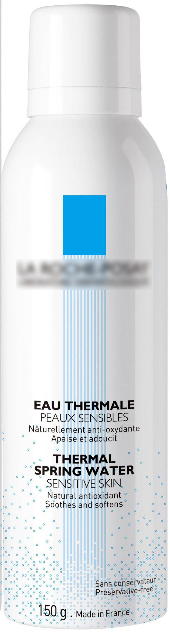 LA ROCHE-POSAY
EAU THERMALE
PEAUX SENSIBLES
Naturellement anti-oxydante
Apaise et adoucit
THERMAL
SPRING WATER
SENSITIVE SKIN
Natural antioxidant
Soothes and softens
Sans conservateur
Preservative-free
150 g. Made in France